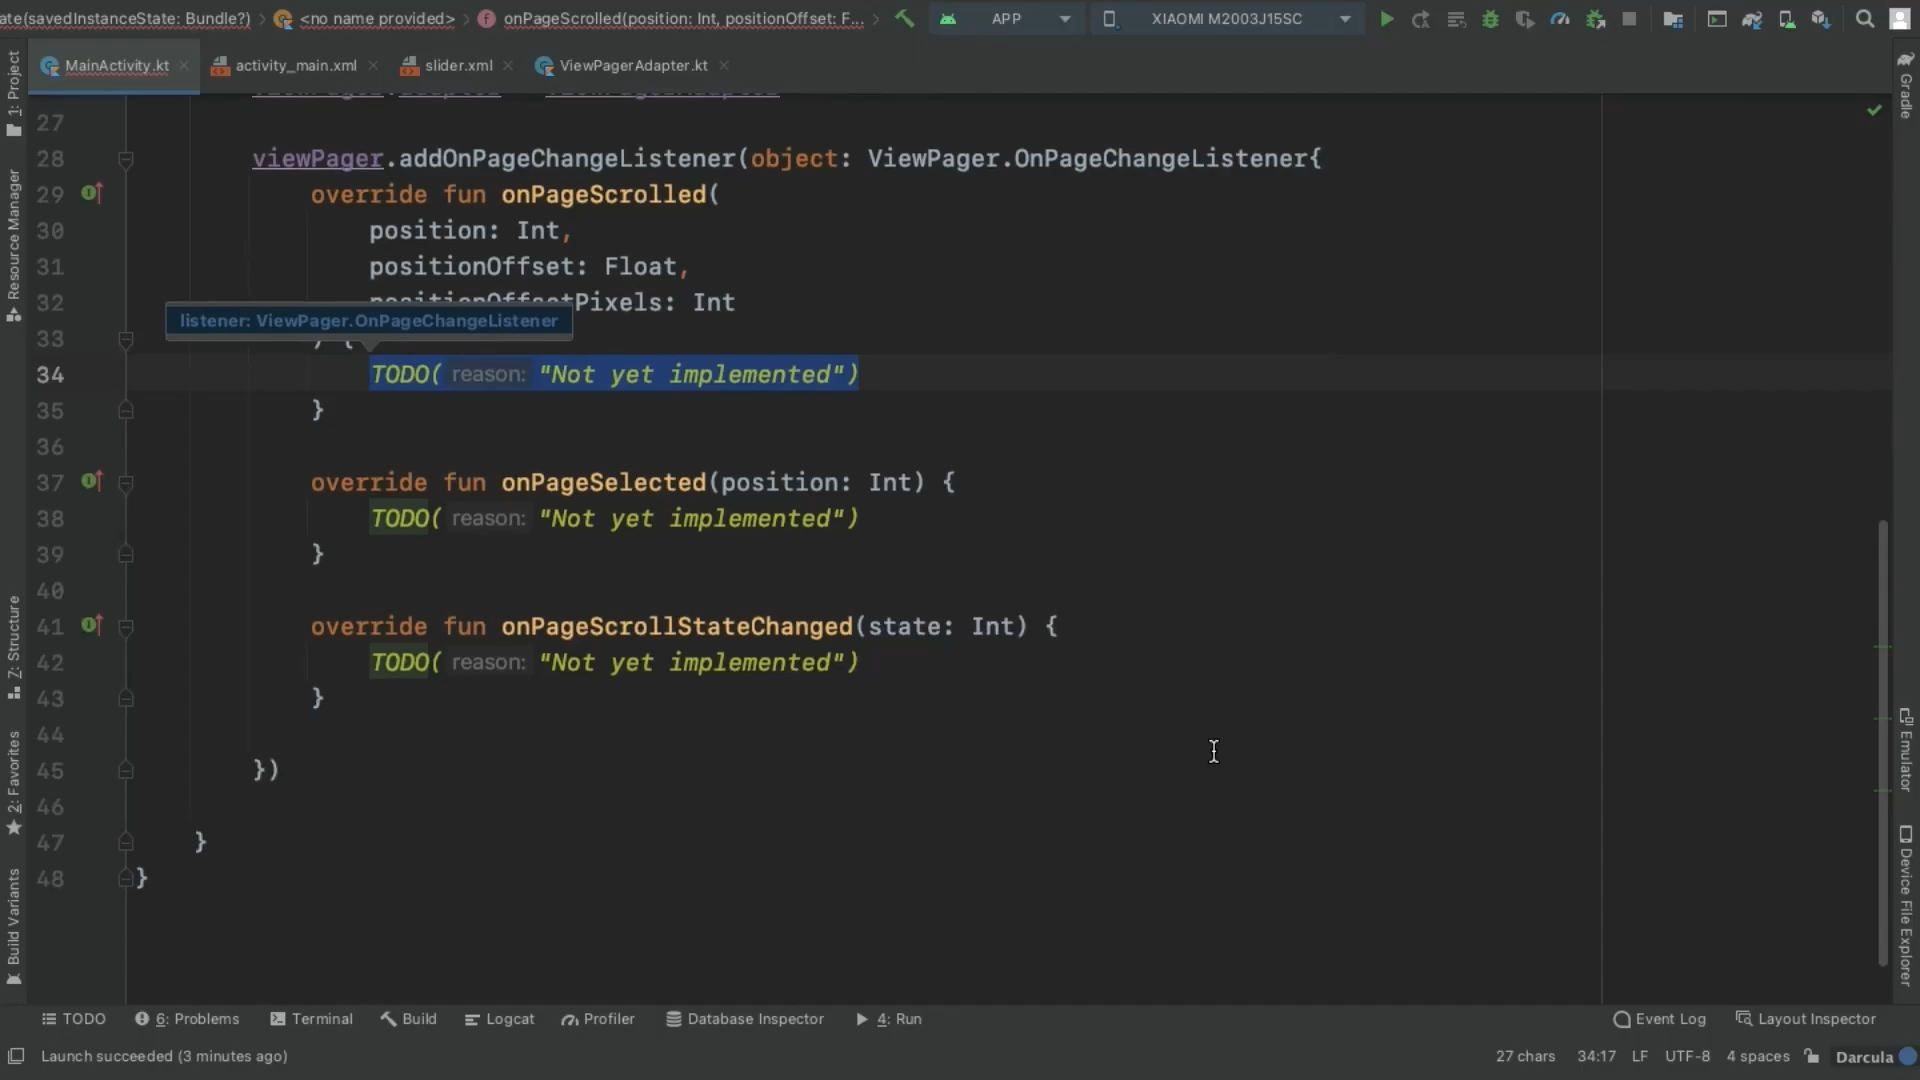 ate(savedInstanceState: Bundle?) <no name provided> onPageScrolled(position: Int, positionOffset: F... APP XIAOMI M2003J15SC
MainActivity.kt activity_main.xml slider.xml ViewPagerAdapter.kt
1: Project
Resource Manager
7: Structure
2: Favorites
Build Variants
27
28 viewPager.addOnPageChangeListener(object: ViewPager.OnPageChangeListener{
29 override fun onPageScrolled(
30 position: Int,
31 positionOffset: Float,
32 positionOffsetPixels: Int
listener: ViewPager.OnPageChangeListener
33 ) {
34 TODO( reason: "Not yet implemented")
35 }
36
37 override fun onPageSelected(position: Int) {
38 TODO( reason: "Not yet implemented")
39 }
40
41 override fun onPageScrollStateChanged(state: Int) {
42 TODO( reason: "Not yet implemented")
43 }
44
45 })
46
47 }
48 }
Gradle
Emulator
Device File Explorer
TODO 6: Problems Terminal Build Logcat Profiler Database Inspector 4: Run Event Log Layout Inspector
Launch succeeded (3 minutes ago) 27 chars 34:17 LF UTF-8 4 spaces Darcula